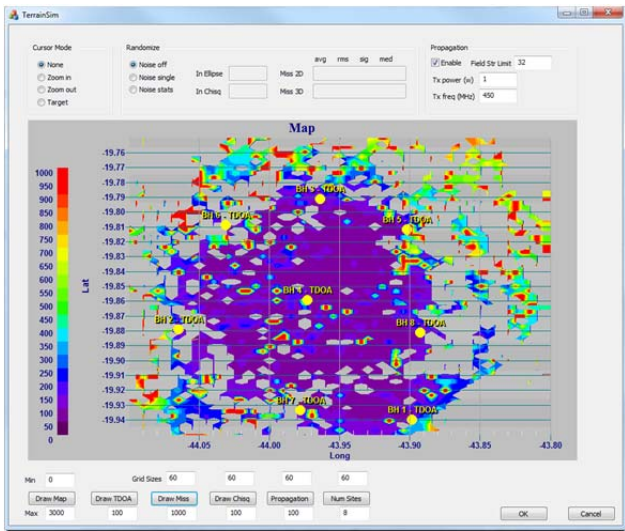 TerrainSim
Cursor Mode
None
Zoom in
Zoom out
Target
Randomize
Noise off
Noise single
Noise stats
In Ellipse
In Chisq
avg rms sig med
Miss 2D
Miss 3D
Propagation
Enable Field Str Limit 32
Tx power (w) 1
Tx freq (MHz) 450
Map
1000
950
900
850
800
750
700
650
600
550
500
450
400
350
300
250
200
150
100
50
0
Lat
-19.76
-19.77
-19.78
-19.79
-19.80
-19.81
-19.82
-19.83
-19.84
-19.85
-19.86
-19.87
-19.88
-19.89
-19.90
-19.91
-19.92
-19.93
-19.94
BH 3 - TDOA
BH 6 - TDOA
BH 5 - TDOA
BH 4 - TDOA
BH 2 - TDOA
BH 8 - TDOA
BH 7 - TDOA
BH 1 - TDOA
-44.05 -44.00 -43.95 -43.90 -43.85 -43.80
Long
Min 0 Grid Sizes 60 60 60 60
Draw Map Draw TDOA Draw Miss Draw Chisq Propagation Num Sites OK Cancel
Max 3000 100 1000 100 100 8